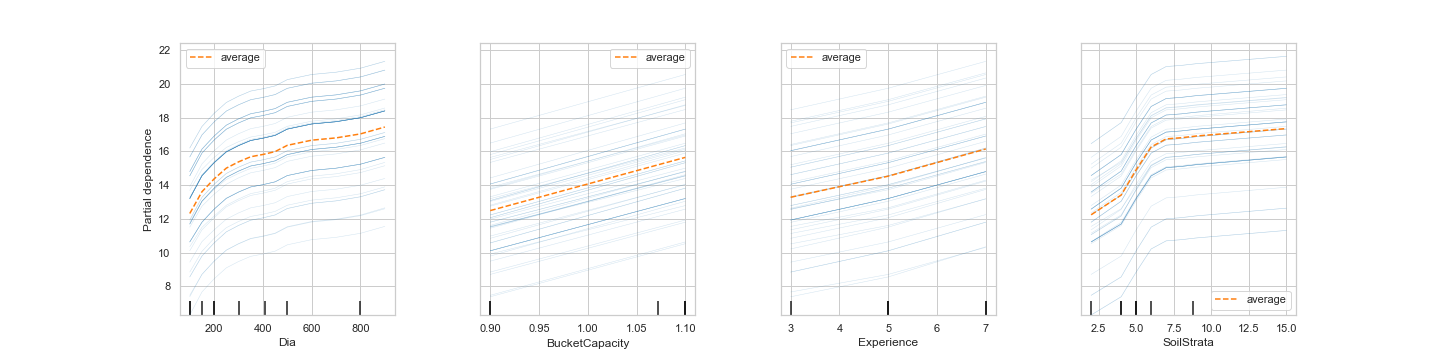 Partial dependence
22
20
18
16
14
12
10
8
average
200 400 600 800
Dia
average
0.90 0.95 1.00 1.05 1.10
BucketCapacity
average
3 4 5 6 7
Experience
average
2.5 5.0 7.5 10.0 12.5 15.0
SoilStrata